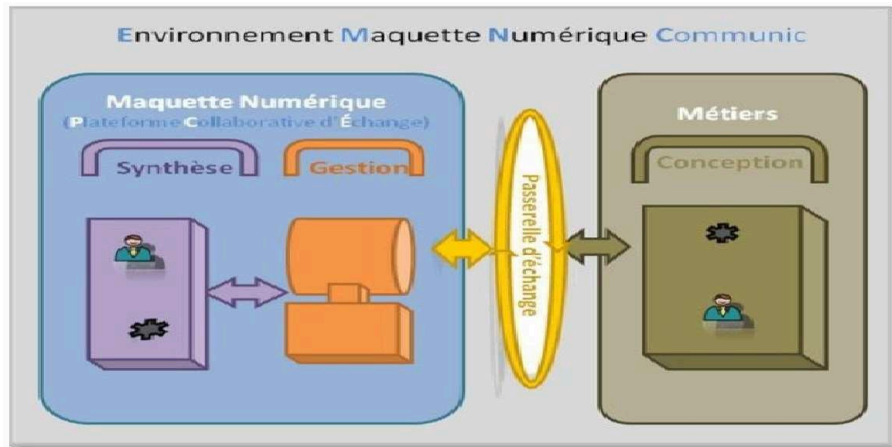 Environnement Maquette Numérique Communic
Maquette Numérique
(Plateforme Collaborative d'Échange)
Synthèse
Gestion
Passerelle d'échange
Métiers
Conception